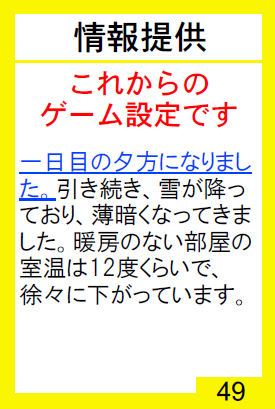 情報提供
これからの
ゲーム設定です
一日目の夕方になりまし
た。引き続き、雪が降っ
ており、薄暗くなってきま
した。暖房のない部屋の
室温は12度くらいで、
徐々に下がっています。
49